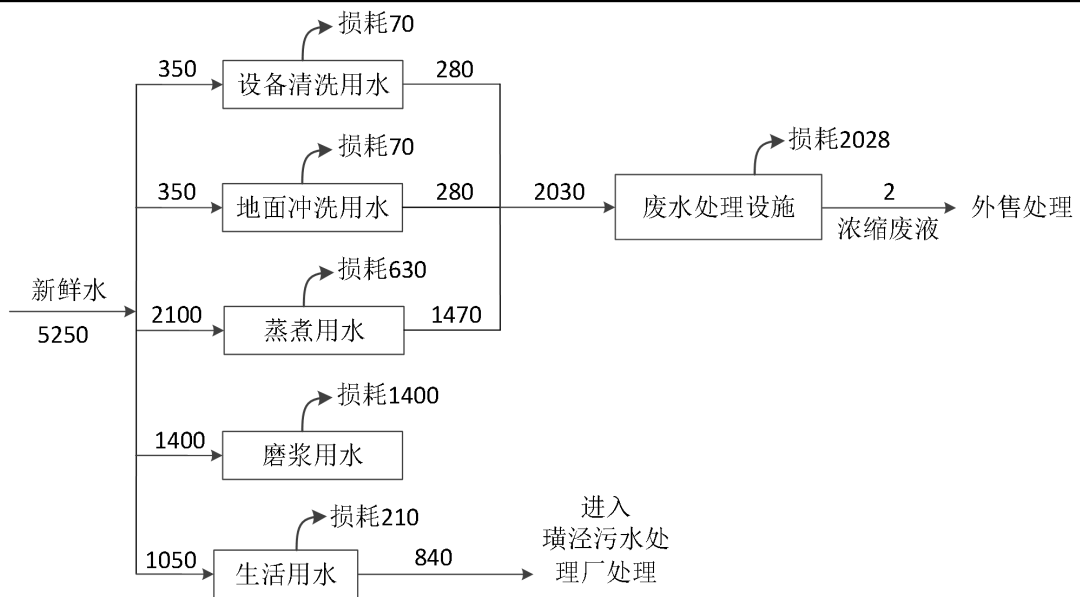 损耗70
350
设备清洗用水
280
损耗70
350
地面冲洗用水
280
2030
损耗2028
废水处理设施
2
浓缩废液
外售处理
新鲜水
5250
损耗630
2100
蒸煮用水
1470
损耗1400
1400
磨浆用水
损耗210
1050
生活用水
840
进入
璜泾污水处
理厂处理